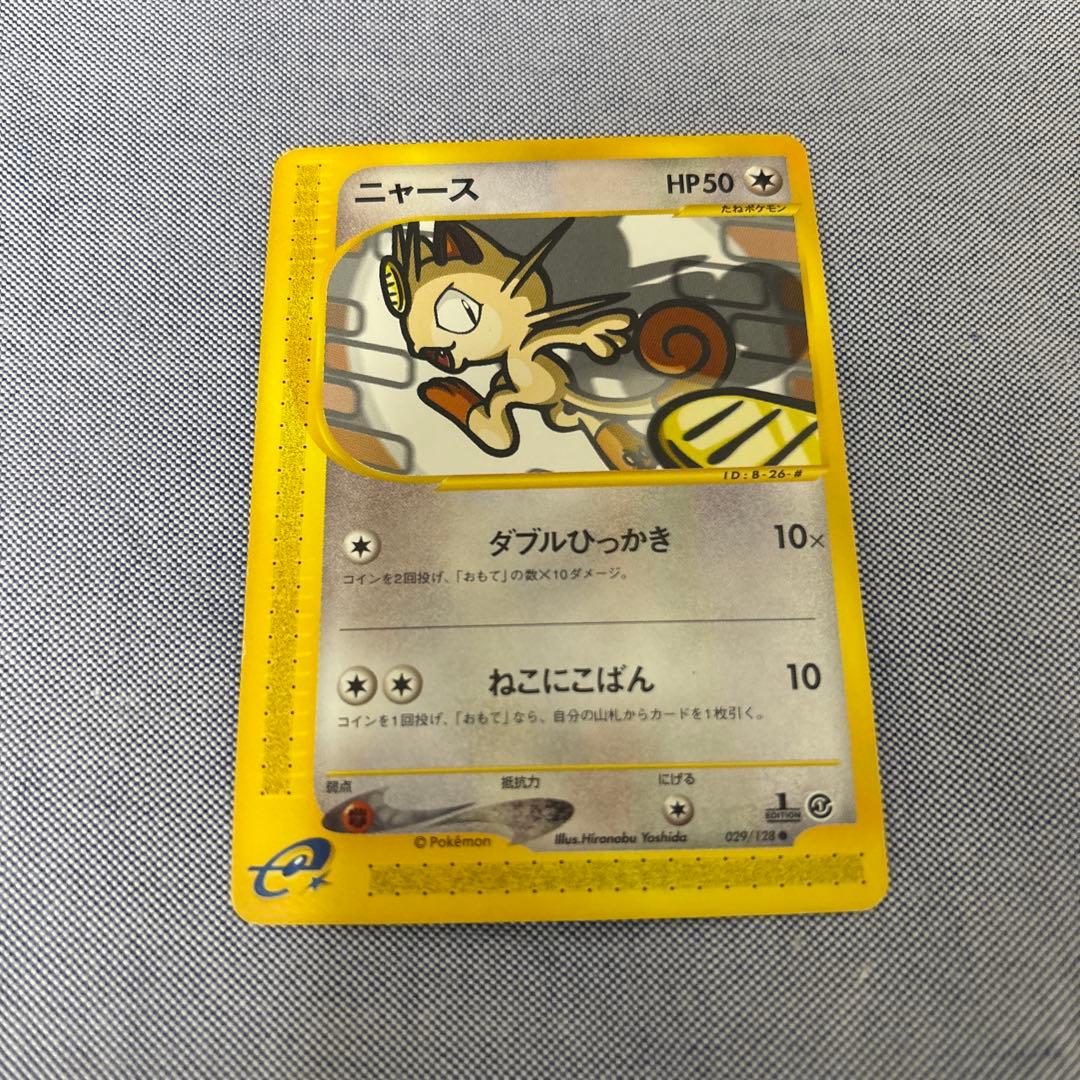 ニャース HP50
たねポケモン
ID:B-26-#
ダブルひっかき 10×
コインを2回投げ、「おもて」の数×10ダメージ。
ねこにこばん 10
コインを1回投げ、「おもて」なら、自分の山札からカードを1枚引く。
弱点 抵抗力 にげる
1
EDITION
© Pokémon Illus.Hironobu Yoshida 029/128 ●
e